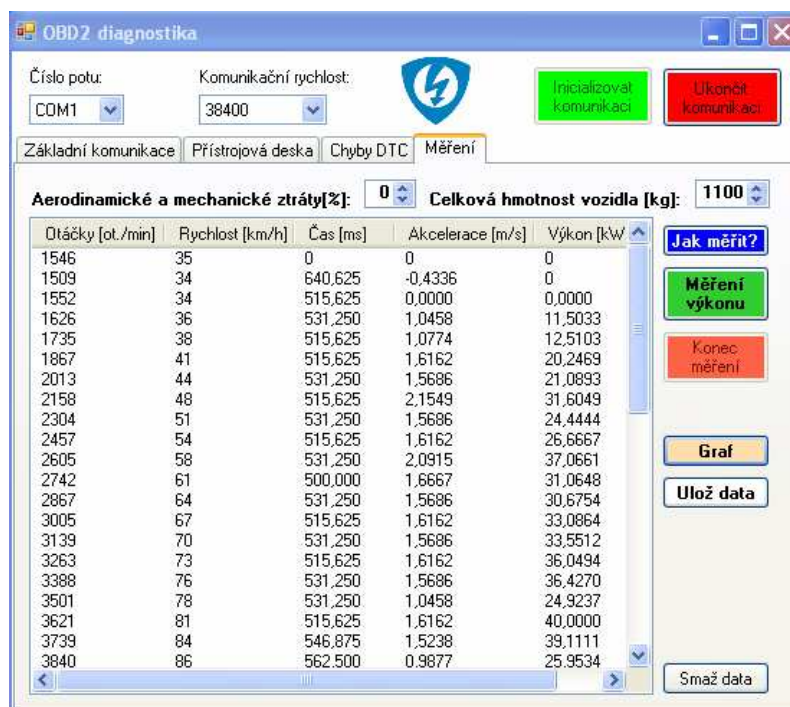 OBD2 diagnostika
Číslo potu: Komunikační rychlost:
COM1 38400
Inicializovat komunikaci
Ukončit komunikaci
Základní komunikace Přístrojová deska Chyby DTC Měření
Aerodinamické a mechanické ztráty[%]: 0 Celková hmotnost vozidla [kg]: 1100
Otáčky [ot./min] Rychlost [km/h] Čas [ms] Akcelerace [m/s] Výkon [kW
1546 35 0 0 0
1509 34 640,625 -0,4336 0
1552 34 515,625 0,0000 0,0000
1626 36 531,250 1,0458 11,5033
1735 38 515,625 1,0774 12,5103
1867 41 515,625 1,6162 20,2469
2013 44 531,250 1,5686 21,0893
2158 48 515,625 2,1549 31,6049
2304 51 531,250 1,5686 24,4444
2457 54 515,625 1,6162 26,6667
2605 58 531,250 2,0915 37,0661
2742 61 500,000 1,6667 31,0648
2867 64 531,250 1,5686 30,6754
3005 67 515,625 1,6162 33,0864
3139 70 531,250 1,5686 33,5512
3263 73 515,625 1,6162 36,0494
3388 76 531,250 1,5686 36,4270
3501 78 531,250 1,0458 24,9237
3621 81 515,625 1,6162 40,0000
3739 84 546,875 1,5238 39,1111
3840 86 562,500 0,9877 25,9534
Jak měřit?
Měření výkonu
Konec měření
Graf
Ulož data
Smaž data